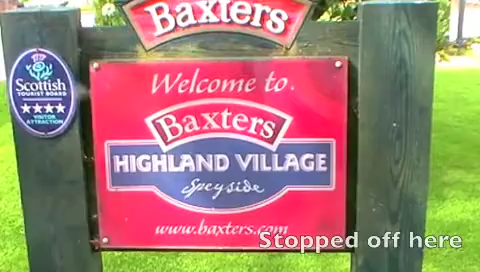 Baxters
Scottish
TOURIST BOARD
★★★★
VISITOR
ATTRACTION
Welcome to
Baxters
HIGHLAND VILLAGE
Speyside
www.baxters.com
Stopped off here